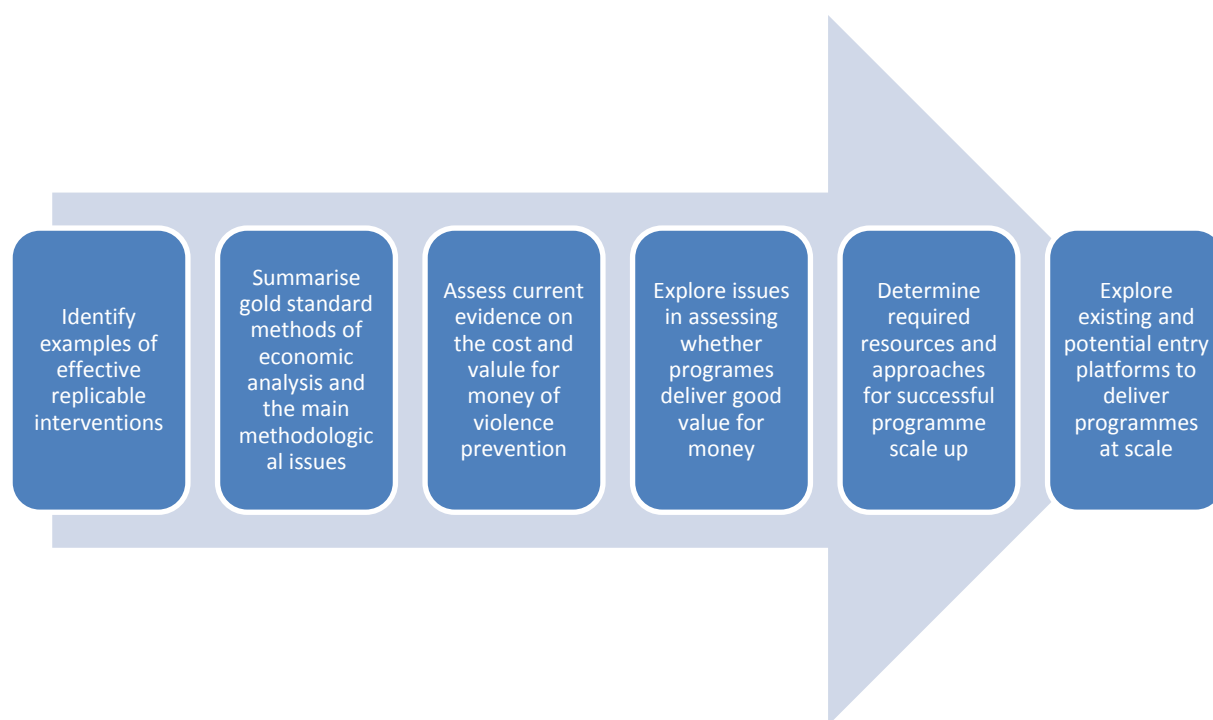 Identify
examples of
effective
replicable
interventions
Summarise
gold standard
methods of
economic
analysis and
the main
methodologic
al issues
Assess current
evidence on
the cost and
valule for
money of
violence
prevention
Explore issues
in assessing
whether
programes
deliver good
value for
money
Determine
required
resources and
approaches
for successful
programme
scale up
Explore
existing and
potential entry
platforms to
deliver
programmes
at scale